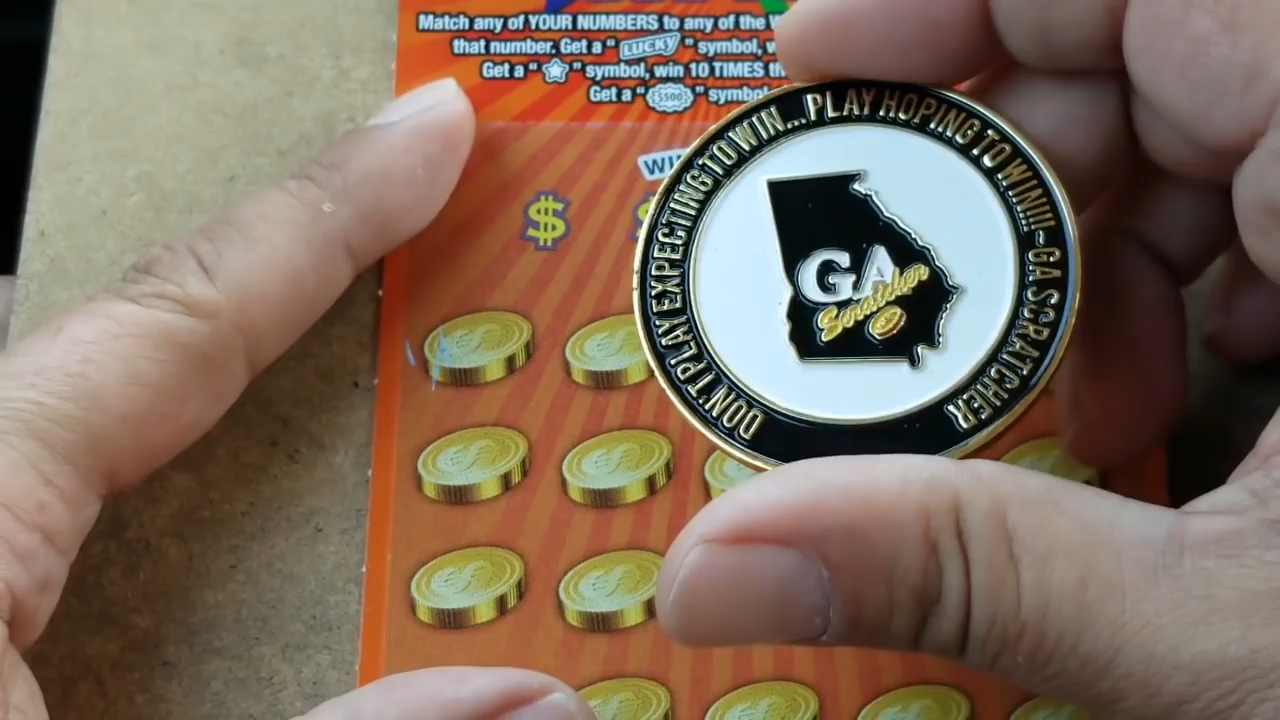 Match any of YOUR NUMBERS to any of the
that number. Get a "LUCKY" symbol,
Get a " " symbol, win 10 TIMES
Get a "$500" symbol
$
DON'T PLAY EXPECTING TO WIN... PLAY HOPING TO WIN!!! ~ GA SCRATCHER
GA
Scratcher